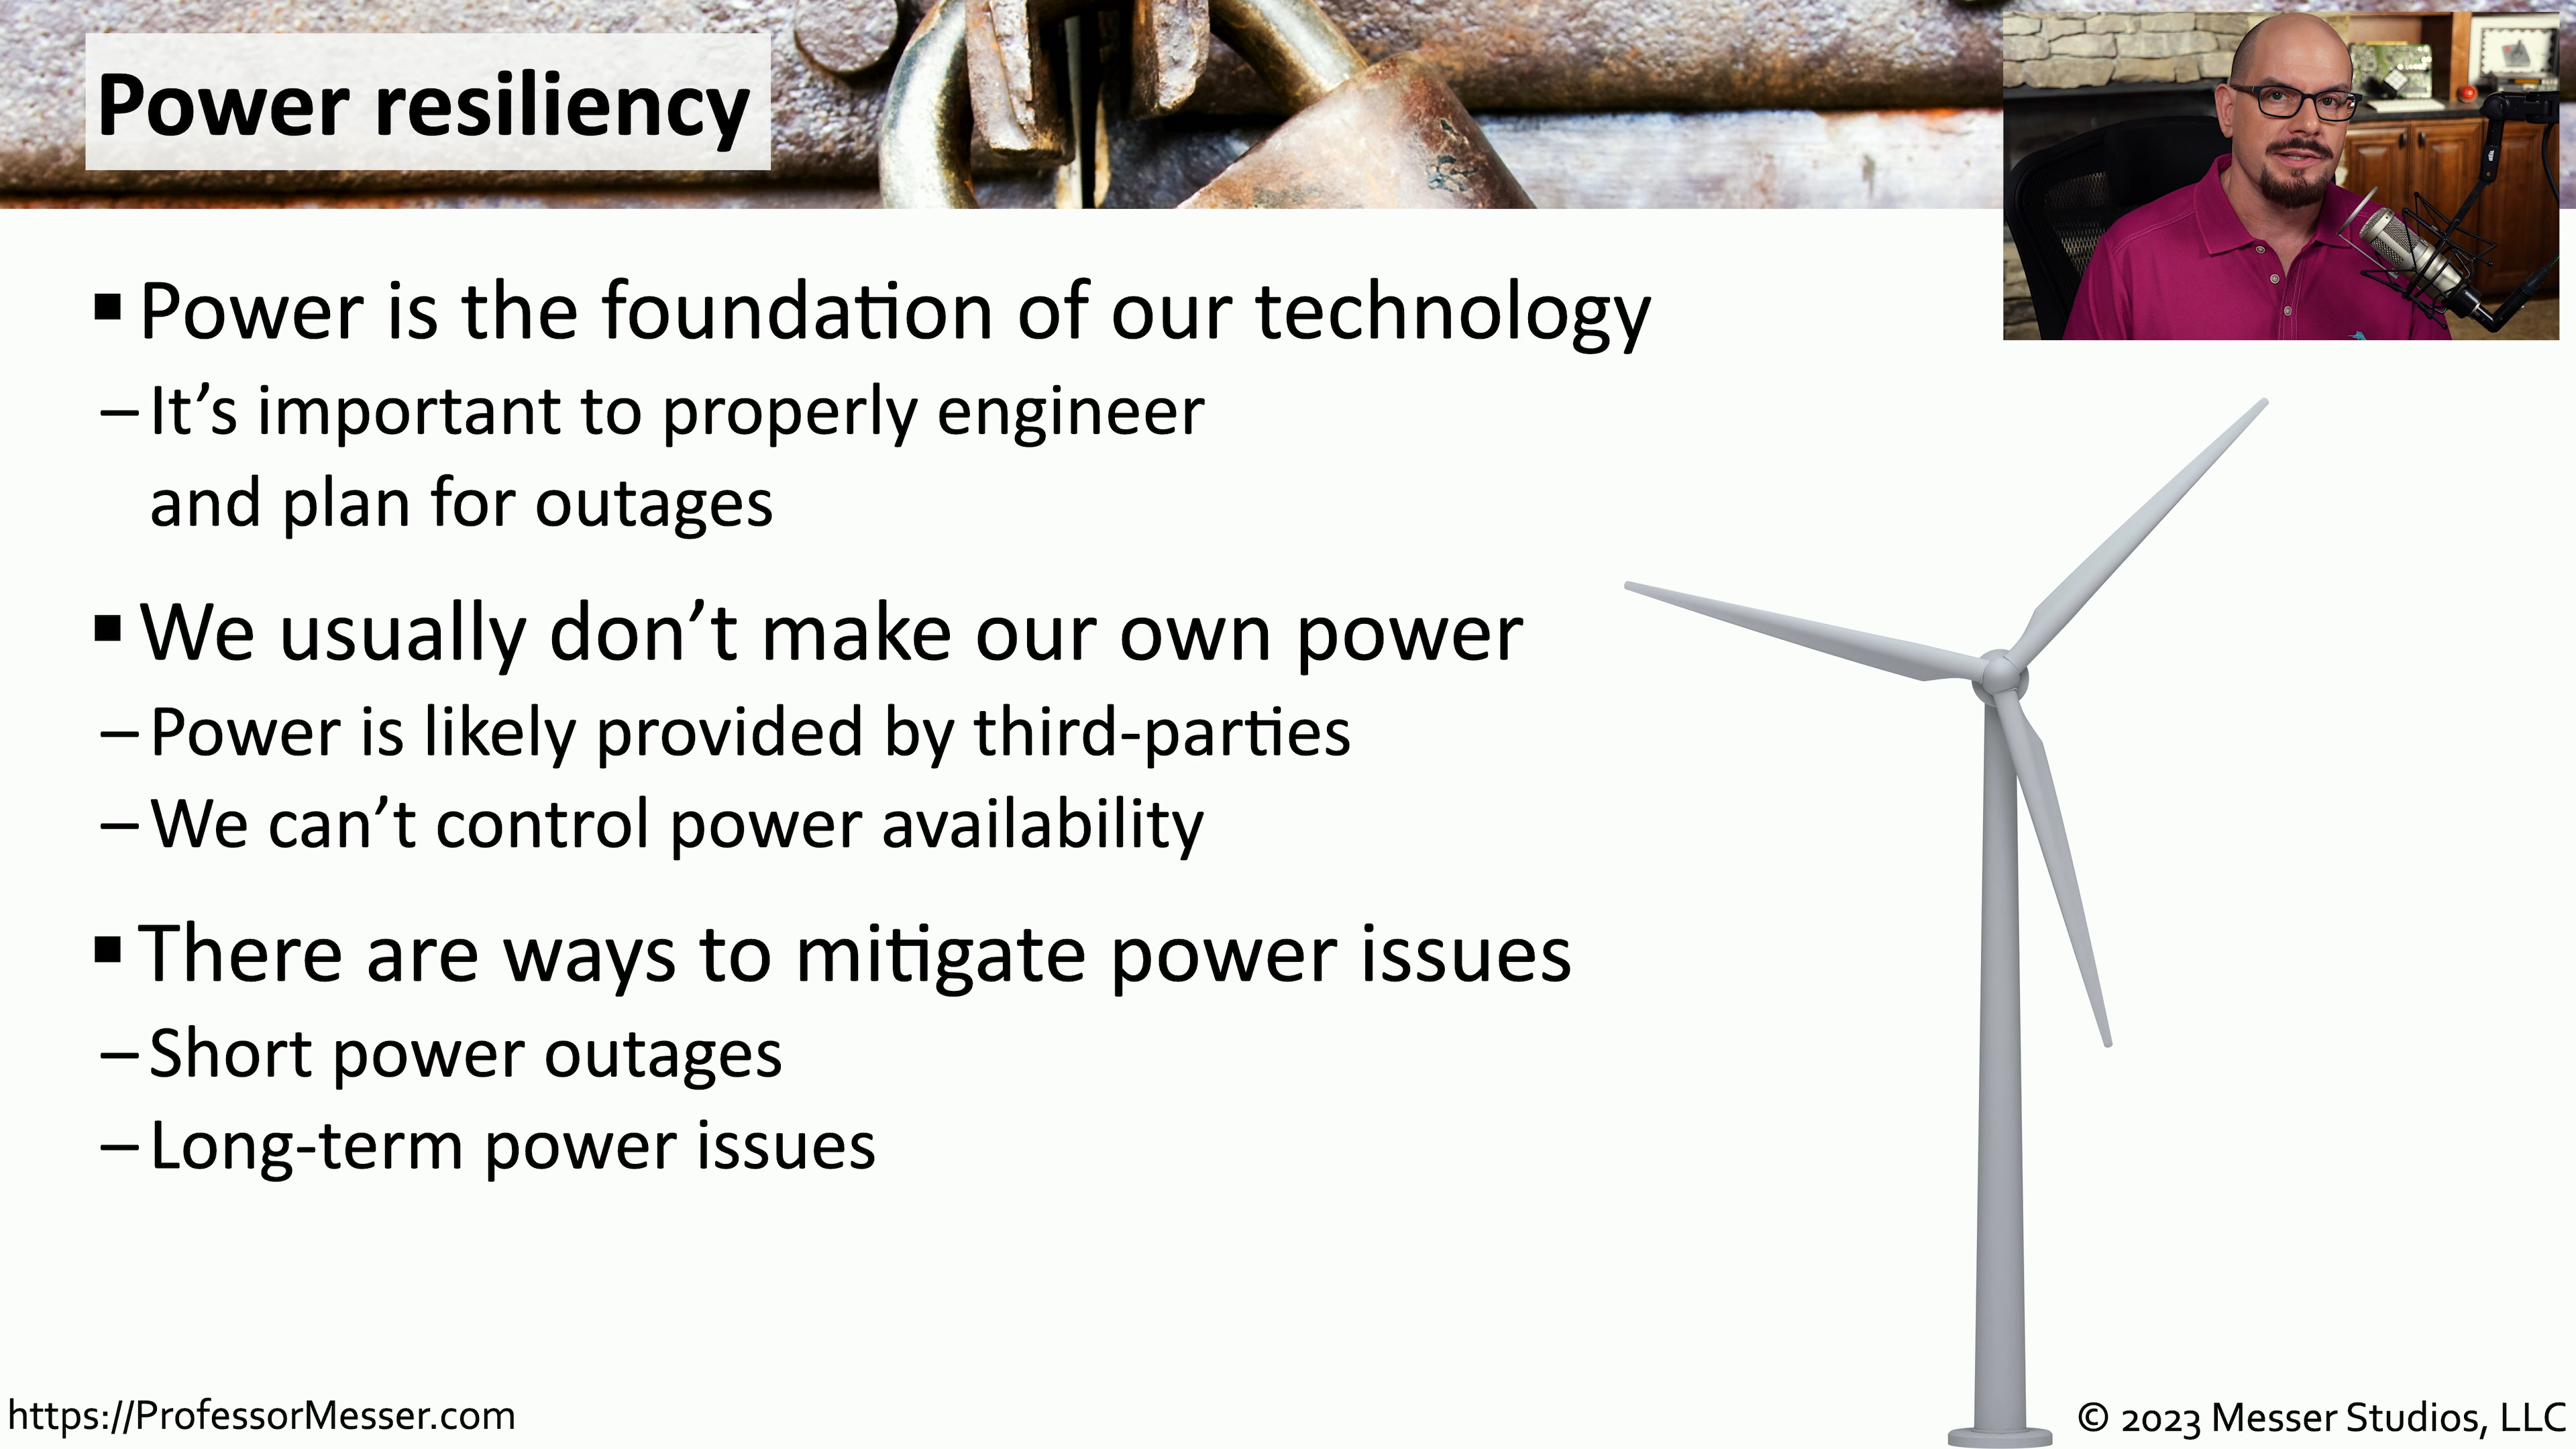 Power resiliency
▪ Power is the foundation of our technology
– It’s important to properly engineer
and plan for outages
▪ We usually don’t make our own power
– Power is likely provided by third-parties
– We can’t control power availability
▪ There are ways to mitigate power issues
– Short power outages
– Long-term power issues
https://ProfessorMesser.com
© 2023 Messer Studios, LLC